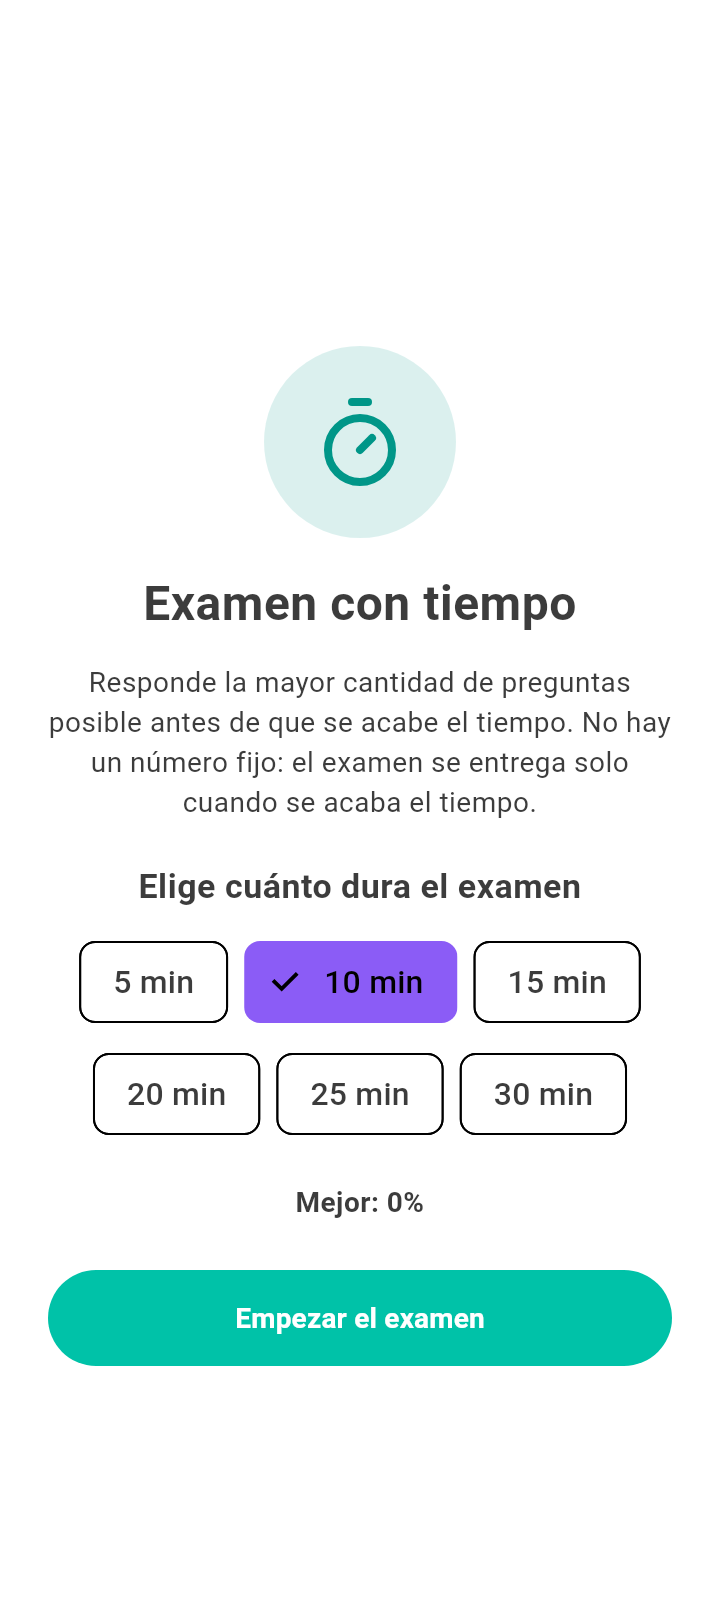 Examen con tiempo
Responde la mayor cantidad de preguntas
posible antes de que se acabe el tiempo. No hay
un número fijo: el examen se entrega solo
cuando se acaba el tiempo.
Elige cuánto dura el examen
5 min
10 min
15 min
20 min
25 min
30 min
Mejor: 0%
Empezar el examen